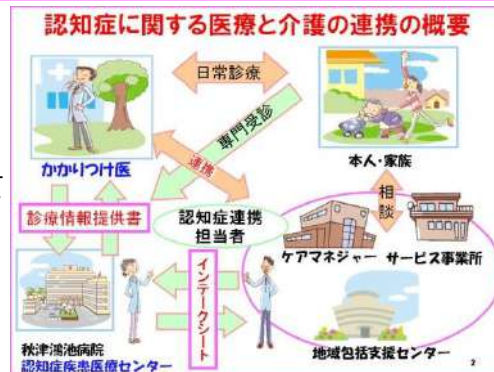 認知症に関する医療と介護の連携の概要
日常診療
専門受診
かかりつけ医
本人・家族
連携
相談
診療情報提供書
認知症連携
担当者
ケアマネジャー
サービス事業所
インテークシート
秋津鴻池病院
認知症疾患医療センター
地域包括支援センター
2